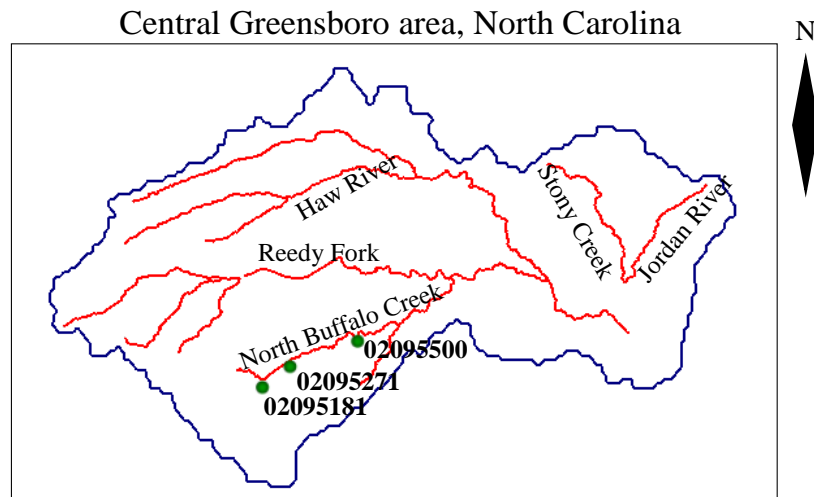 Central Greensboro area, North Carolina
N
Haw River
Stony Creek
Jordan River
Reedy Fork
North Buffalo Creek
02095500
02095271
02095181